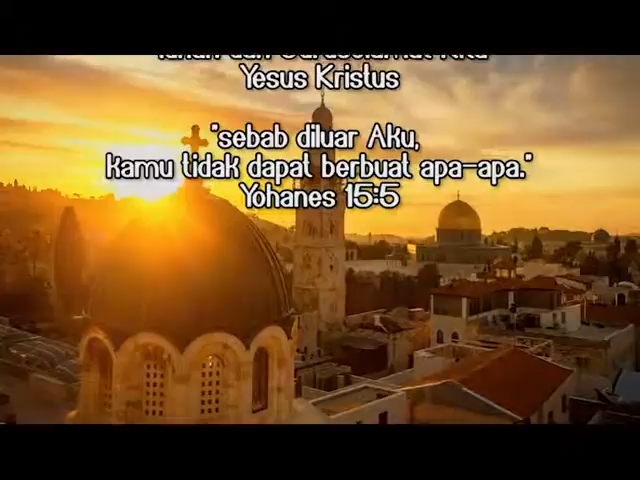 Yesus Kristus
"sebab diluar Aku,
kamu tidak dapat berbuat apa-apa."
Yohanes 15:5